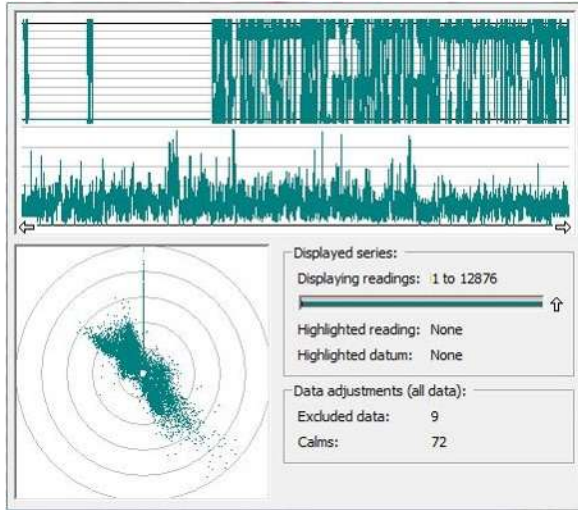 Displayed series:
Displaying readings: 1 to 12876
Highlighted reading: None
Highlighted datum: None
Data adjustments (all data):
Excluded data: 9
Calms: 72